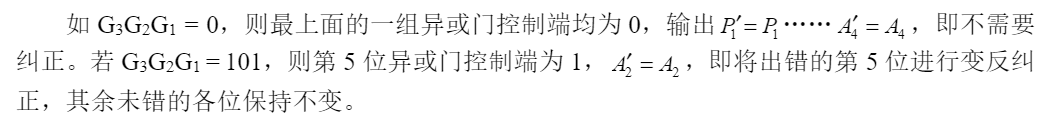 如 G₃G₂G₁ = 0，则最上面的一组异或门控制端均为 0，输出 P₁′= P₁ …… A₄′ = A₄，即不需要
纠正。若 G₃G₂G₁ = 101，则第 5 位异或门控制端为 1， A₂′ = A₂，即将出错的第 5 位进行变反纠
正，其余未错的各位保持不变。